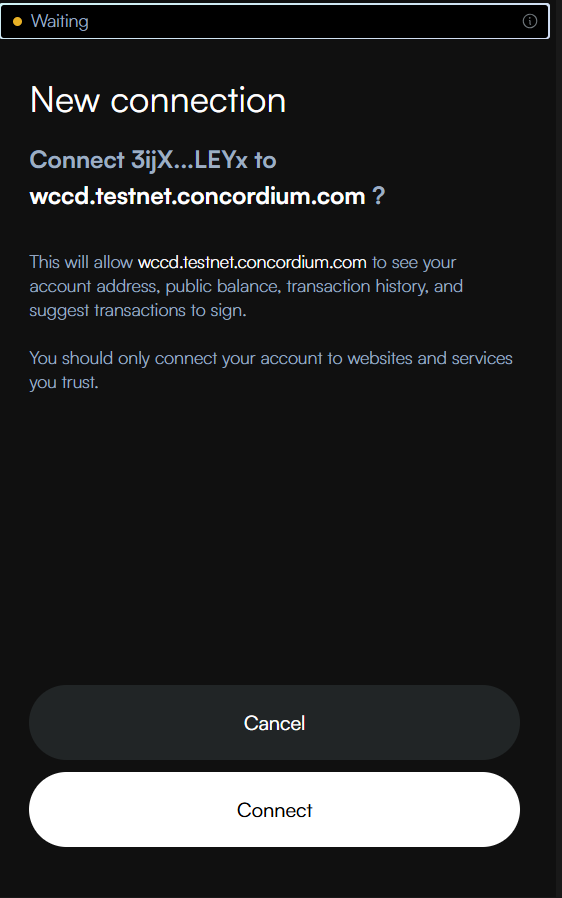 Waiting
New connection
Connect 3ijX...LEYx to
wccd.testnet.concordium.com ?
This will allow wccd.testnet.concordium.com to see your
account address, public balance, transaction history, and
suggest transactions to sign.
You should only connect your account to websites and services
you trust.
Cancel
Connect